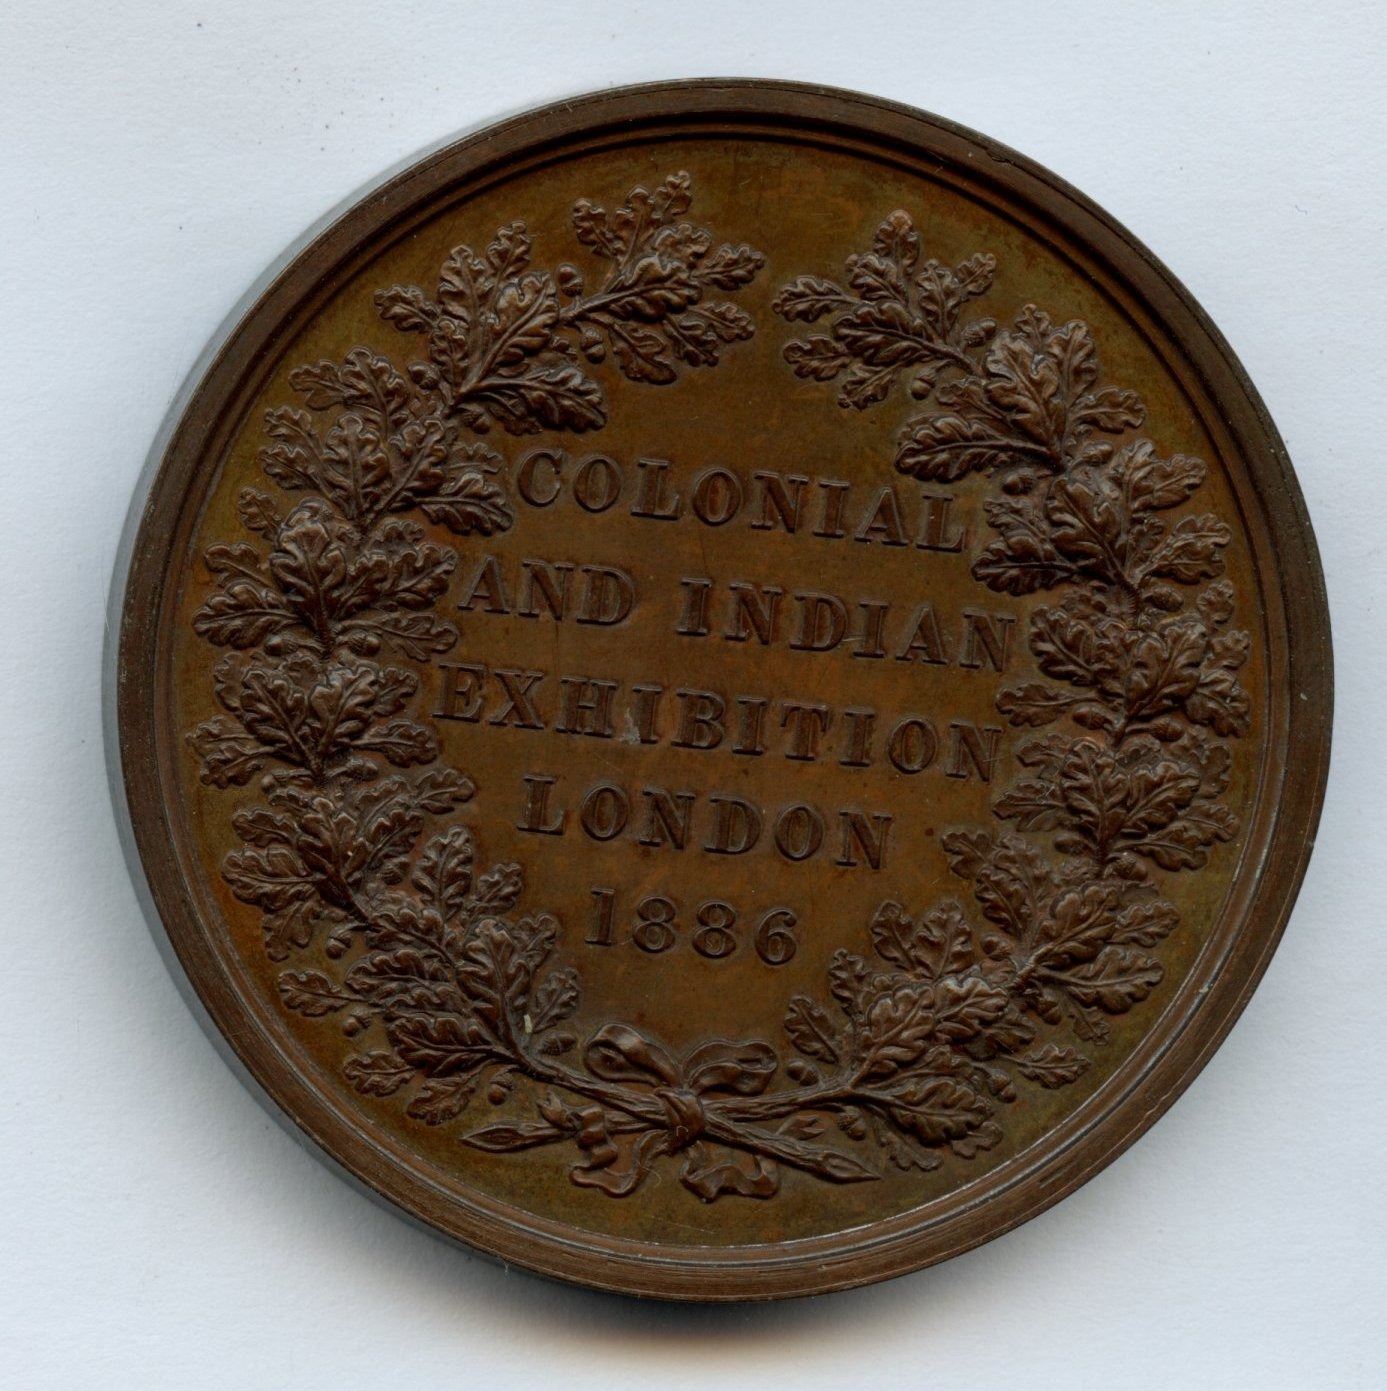 COLONIAL
AND INDIAN
EXHIBITION
LONDON
1886